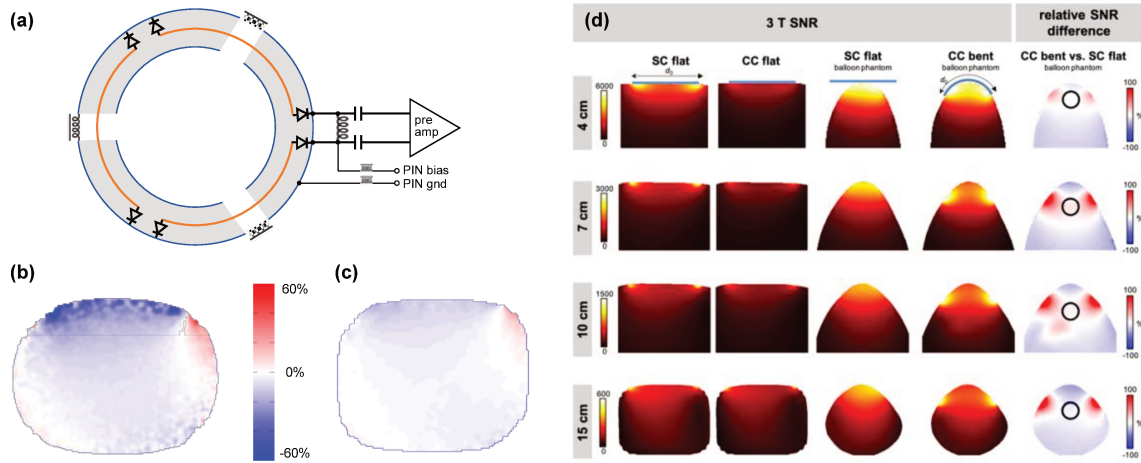 (a)
pre
amp
PIN bias
PIN gnd
(b)
60%
0%
-60%
(c)
(d)
3 T SNR
relative SNR
difference
SC flat
d₀
CC flat
SC flat
balloon phantom
CC bent
balloon phantom
d₀
CC bent vs. SC flat
balloon phantom
4 cm
6000
0
100
%
-100
7 cm
3000
0
100
%
-100
10 cm
1500
0
100
%
-100
15 cm
600
0
100
%
-100